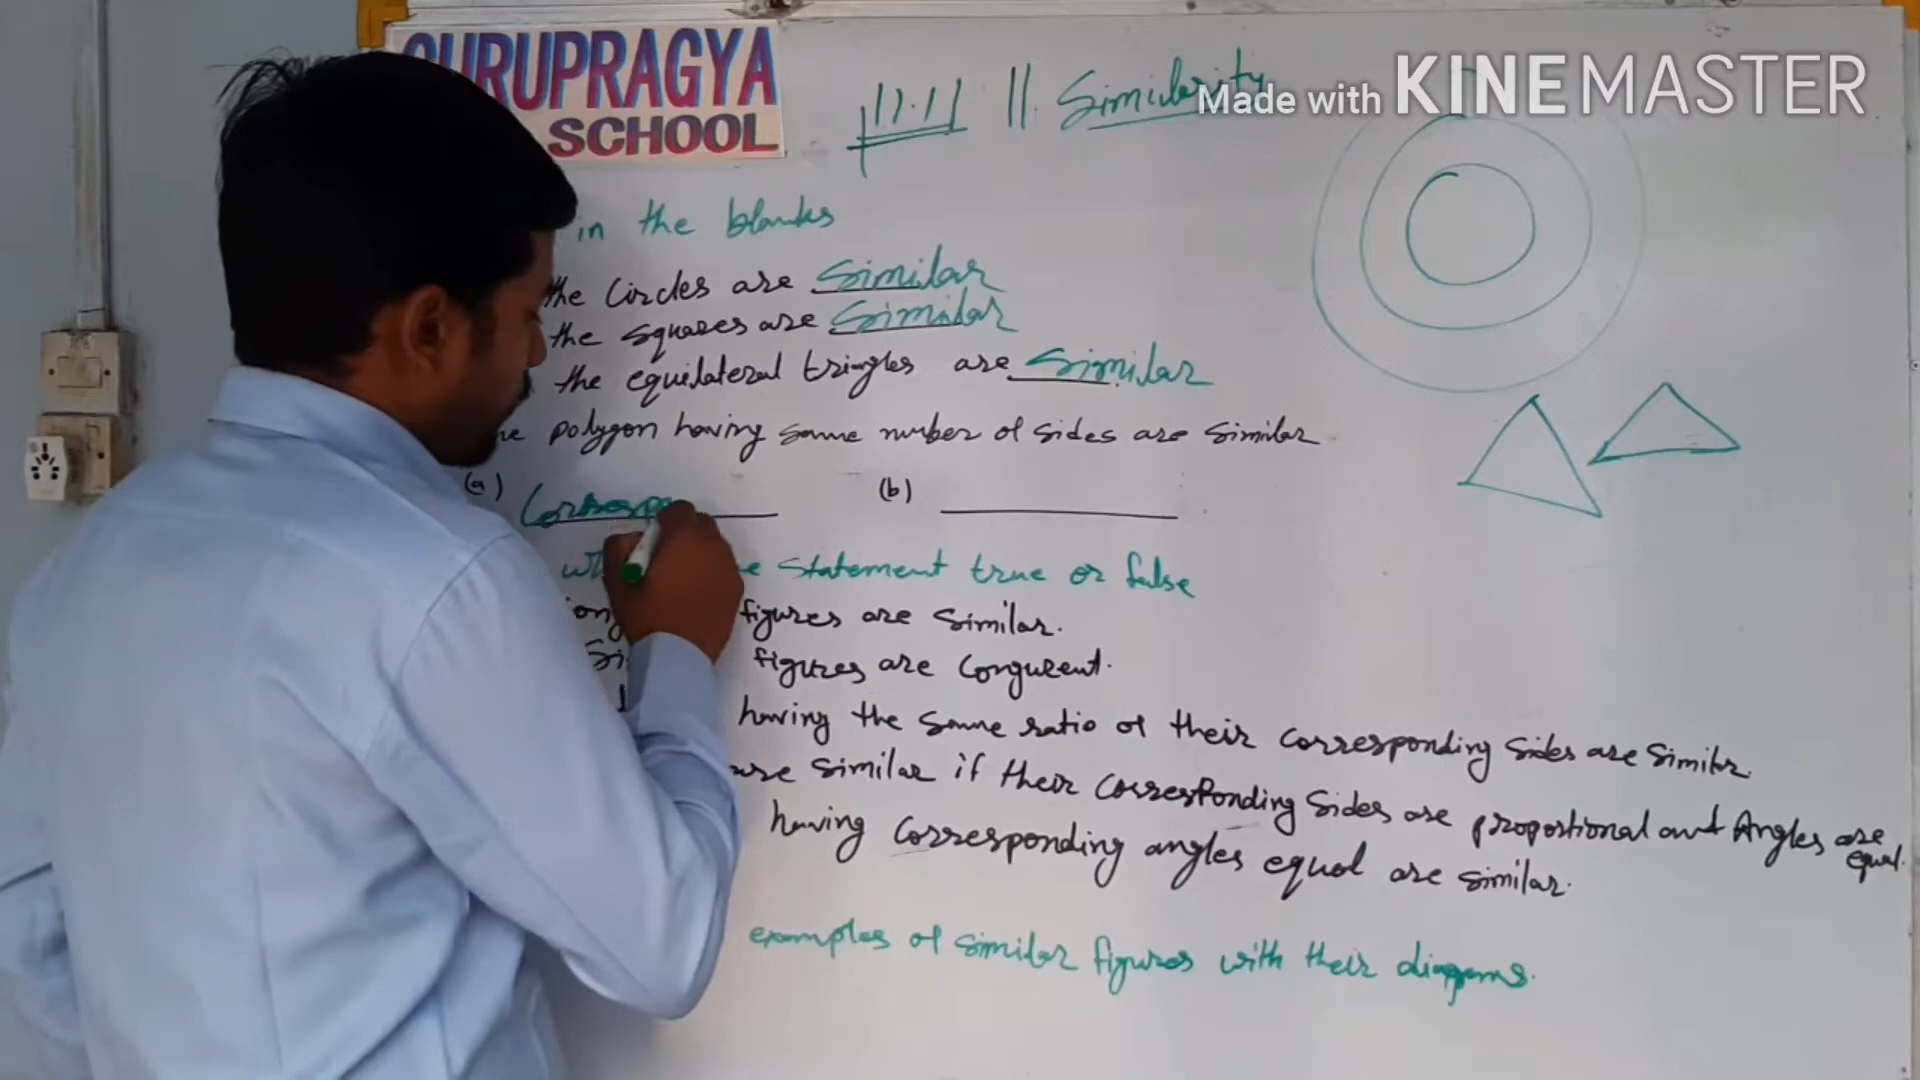 GURUPRAGYA
SCHOOL
11.11 || Similarity
Made with KINEMASTER
in the blanks
the Circles are Similar
the squares are Similar
the equilateral triangles are Similar
polygon having same number of sides are Similar
(a) Corresp (b)
statement true or false
figures are Similar.
figures are Congurent.
having the same ratio of their corresponding sides are similar
are similar if their corresponding sides are proportional and Angles are equal.
having corresponding angles equal are similar.
examples of similar figures with their diagrams.